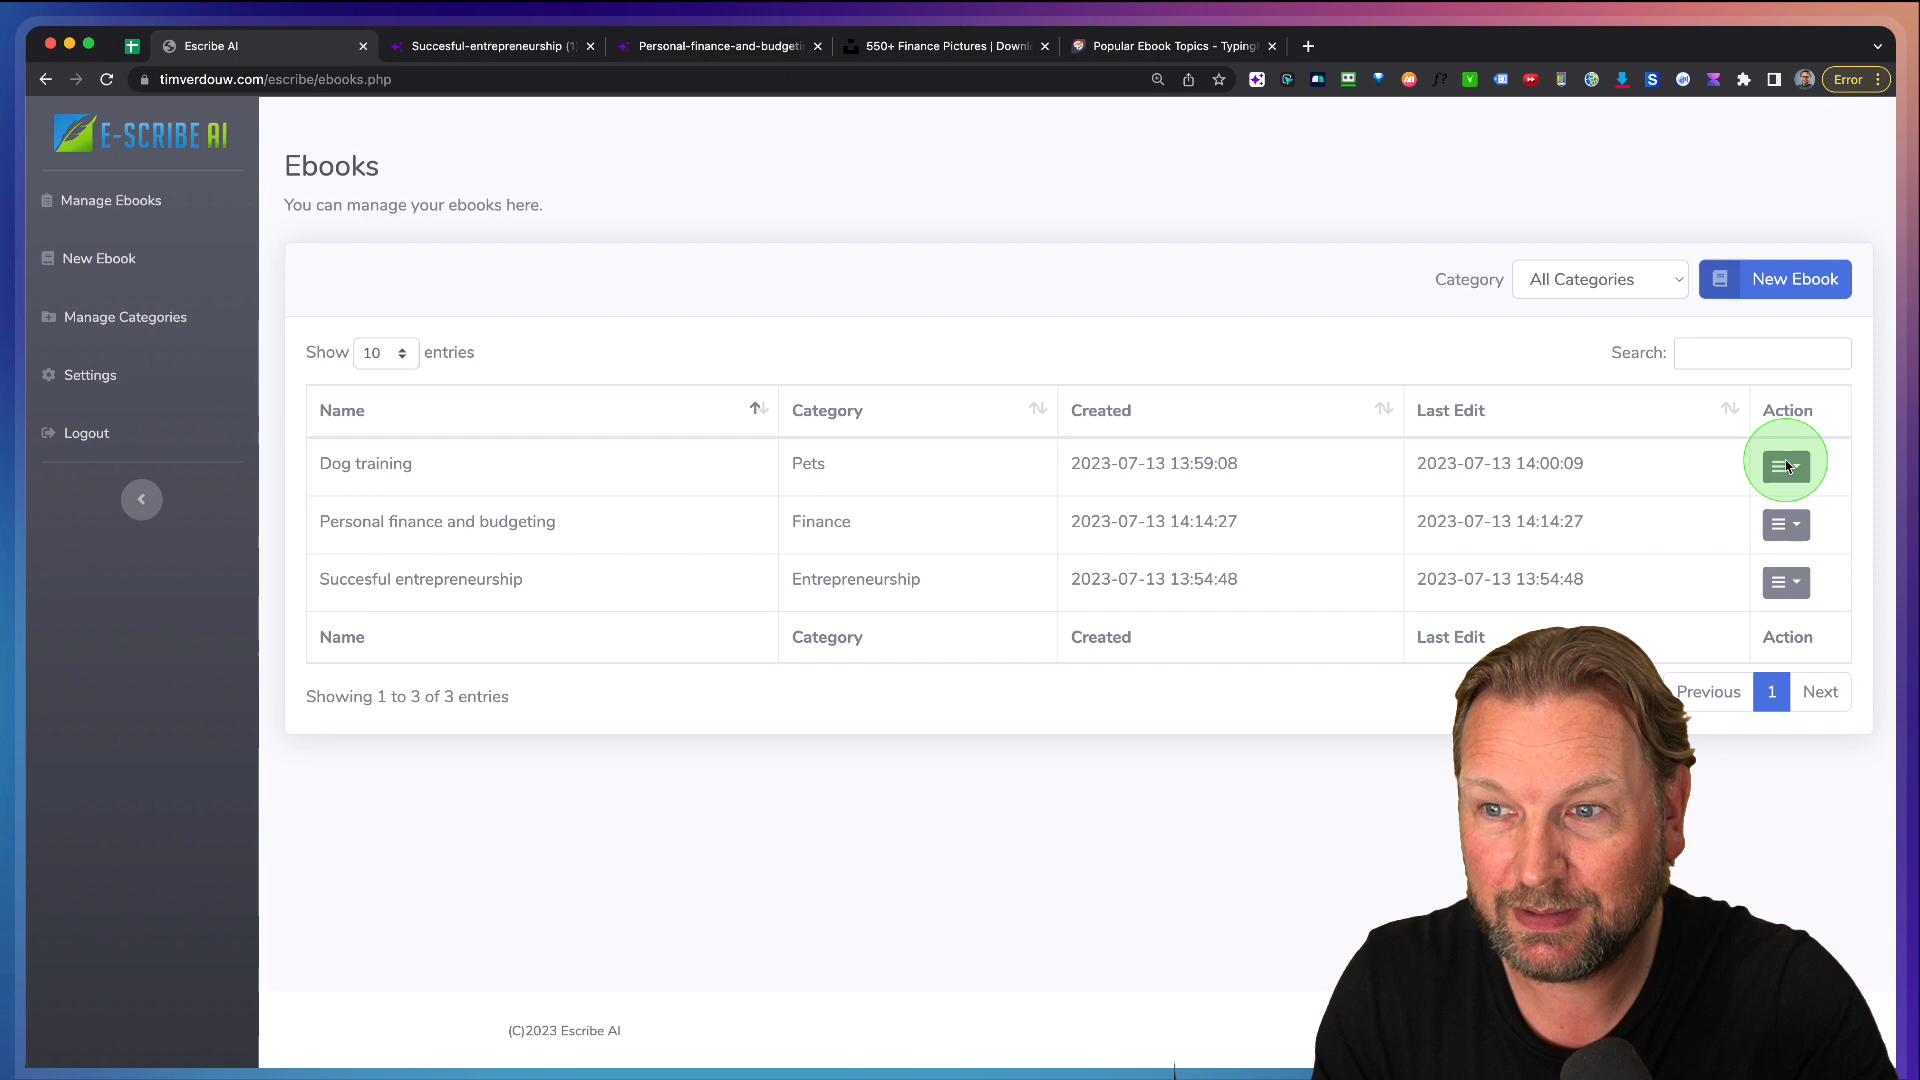 Escribe AI
Succesful-entrepreneurship (1)
Personal-finance-and-budgeti
550+ Finance Pictures | Downl
Popular Ebook Topics - Typing
timverdouw.com/escribe/ebooks.php
Error
E-SCRIBE AI
Manage Ebooks
New Ebook
Manage Categories
Settings
Logout
Ebooks
You can manage your ebooks here.
Category All Categories New Ebook
Show 10 entries Search:
Name Category Created Last Edit Action
Dog training Pets 2023-07-13 13:59:08 2023-07-13 14:00:09
Personal finance and budgeting Finance 2023-07-13 14:14:27 2023-07-13 14:14:27
Succesful entrepreneurship Entrepreneurship 2023-07-13 13:54:48 2023-07-13 13:54:48
Name Category Created Last Edit Action
Showing 1 to 3 of 3 entries
Previous 1 Next
(C)2023 Escribe AI